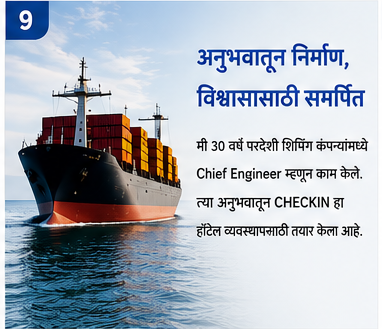 9
अनुभवातून निर्माण,
विश्वासासाठी समर्पित
मी 30 वर्षे परदेशी शिपिंग कंपन्यांमध्ये
Chief Engineer म्हणून काम केले.
त्या अनुभवातून CHECKIN हा
हॉटेल व्यवस्थापनासाठी तयार केला आहे.